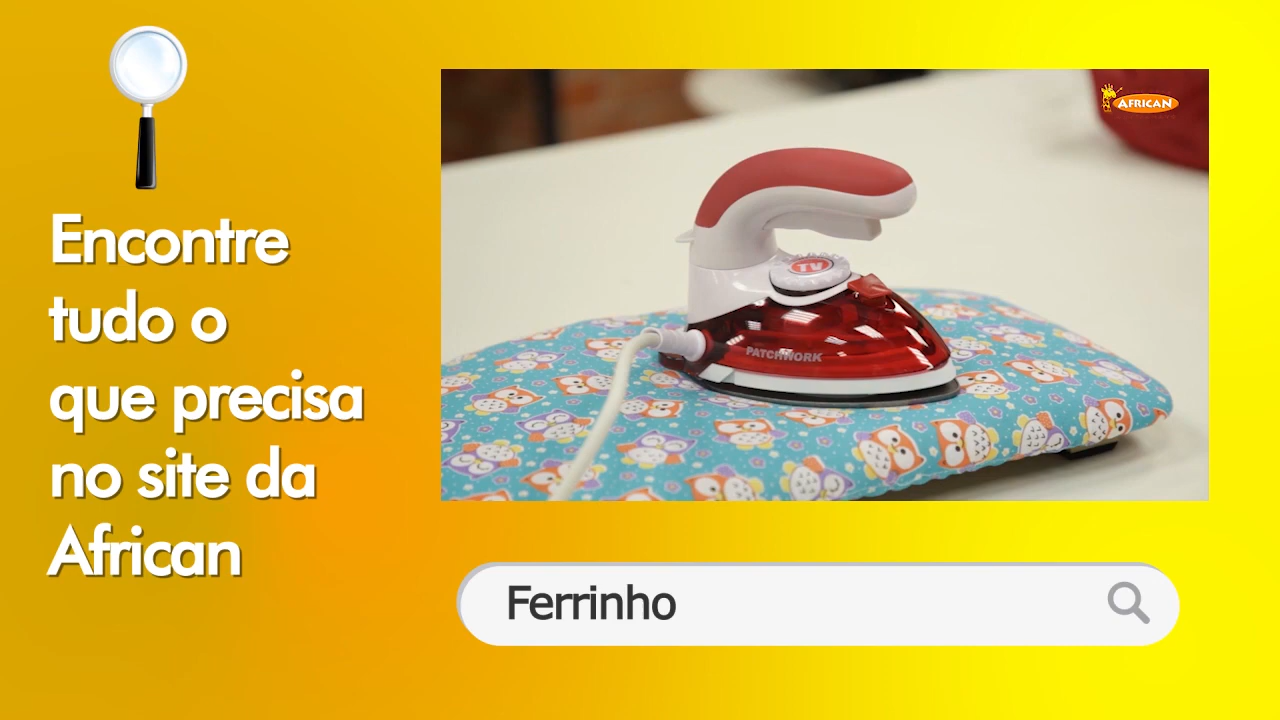 Encontre
tudo o
que precisa
no site da
African
AFRICAN
TV
PATCHWORK
Ferrinho